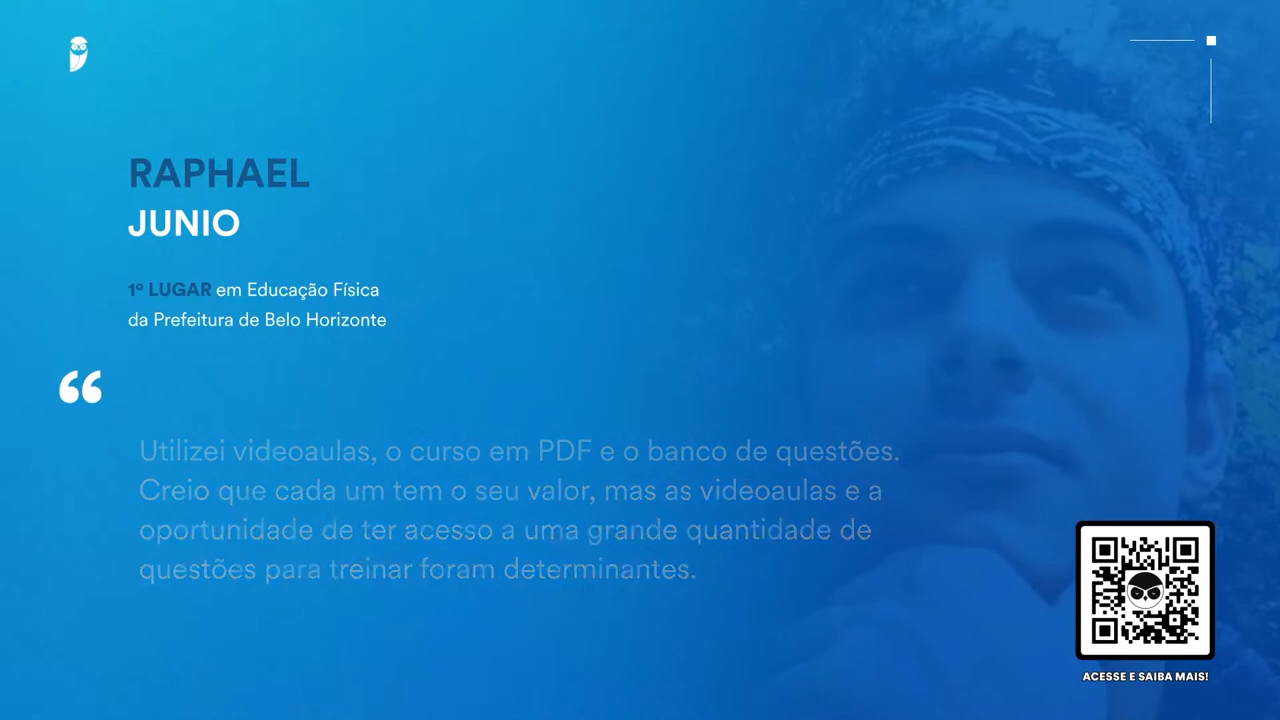 RAPHAEL
JUNIO
1º LUGAR em Educação Física
da Prefeitura de Belo Horizonte
“
Utilizei videoaulas, o curso em PDF e o banco de questões.
Creio que cada um tem o seu valor, mas as videoaulas e a
oportunidade de ter acesso a uma grande quantidade de
questões para treinar foram determinantes.
ACESSE E SAIBA MAIS!